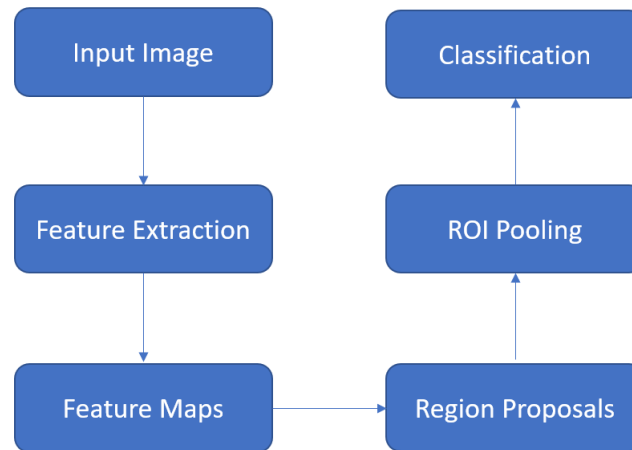 Input Image
Feature Extraction
Feature Maps
Region Proposals
ROI Pooling
Classification